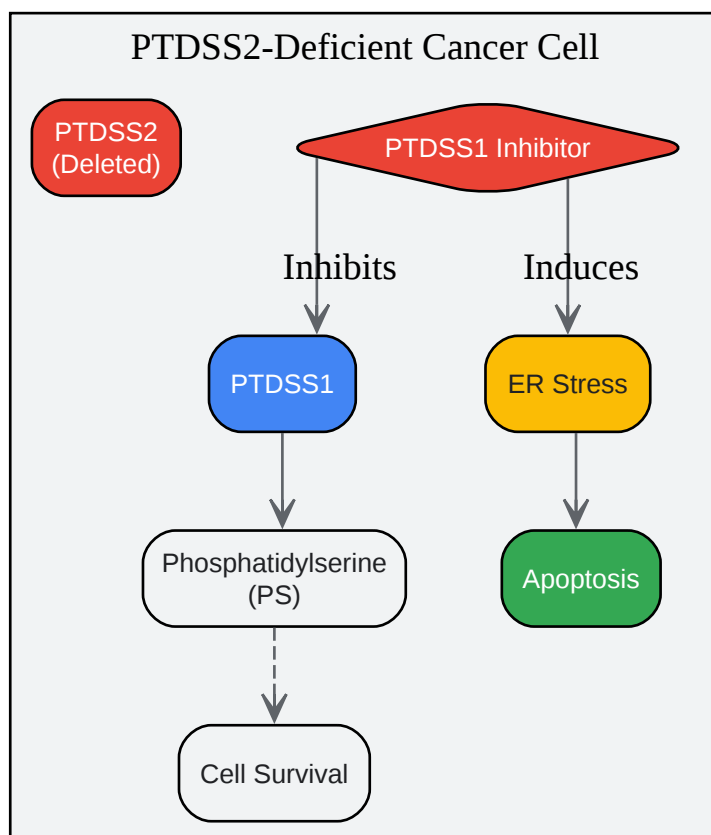 PTDSS2-Deficient Cancer Cell
PTDSS2
(Deleted)
PTDSS1 Inhibitor
Inhibits
Induces
PTDSS1
ER Stress
Phosphatidylserine
(PS)
Apoptosis
Cell Survival